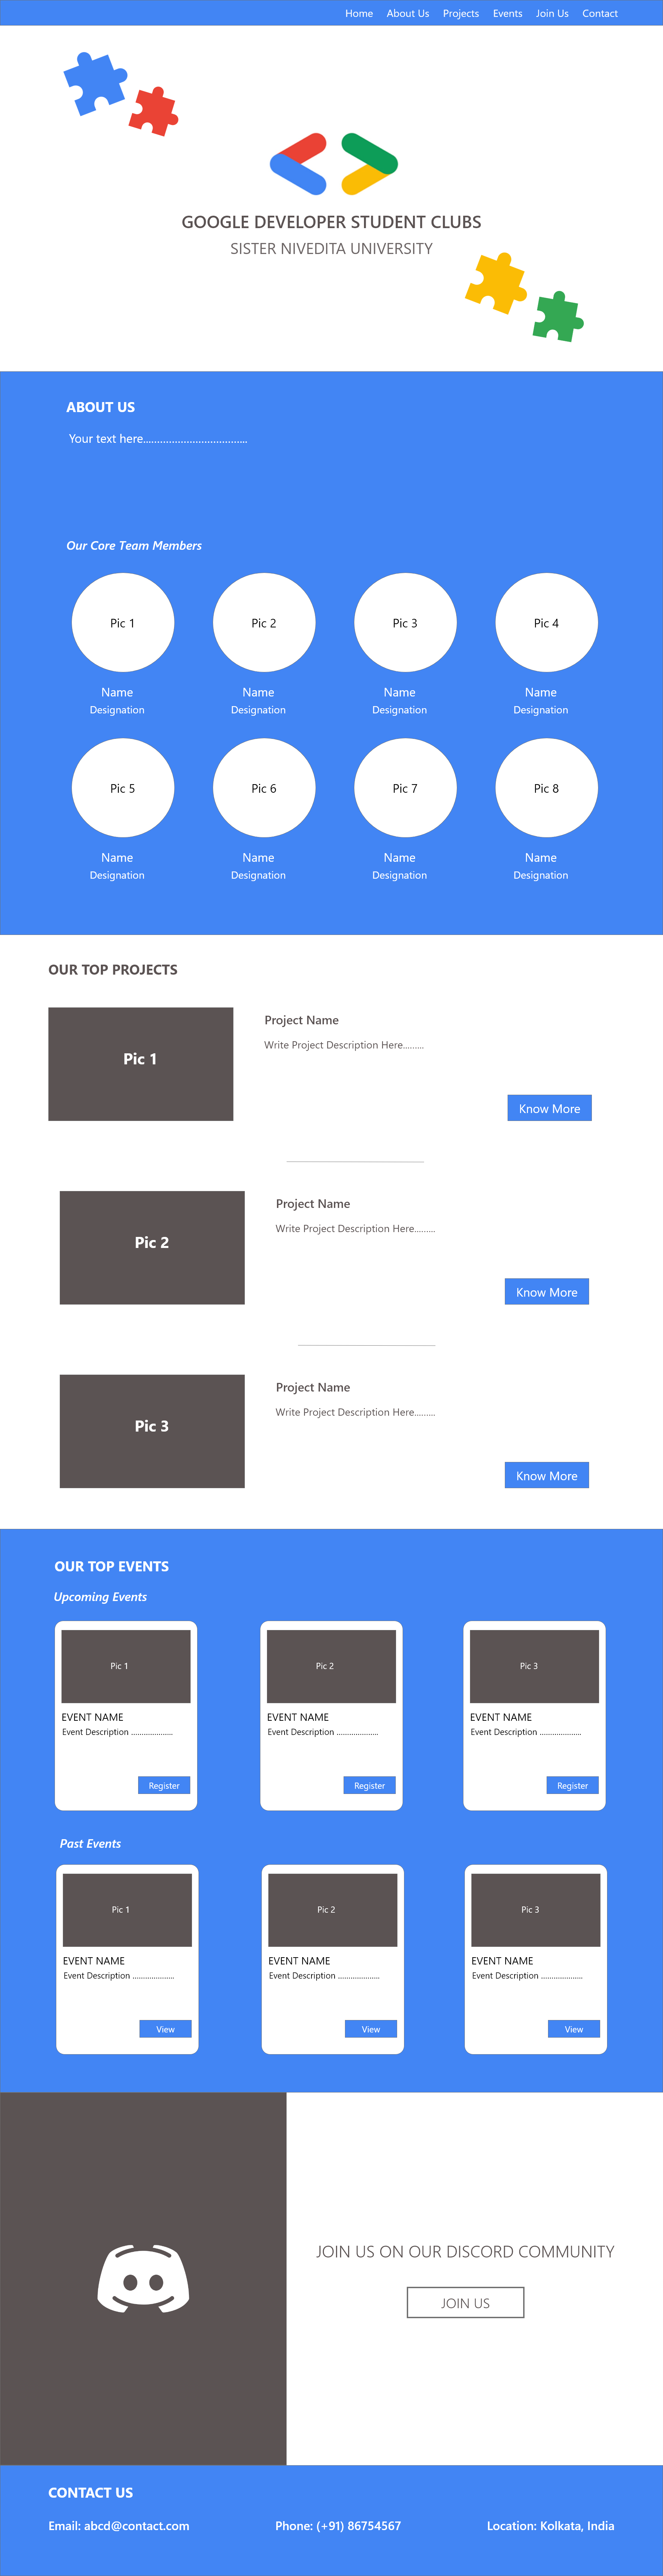 Home About Us Projects Events Join Us Contact
GOOGLE DEVELOPER STUDENT CLUBS
SISTER NIVEDITA UNIVERSITY
ABOUT US
Your text here....................................
Our Core Team Members
Pic 1 Pic 2 Pic 3 Pic 4
Name Name Name Name
Designation Designation Designation Designation
Pic 5 Pic 6 Pic 7 Pic 8
Name Name Name Name
Designation Designation Designation Designation
OUR TOP PROJECTS
Pic 1
Project Name
Write Project Description Here.........
Know More
Pic 2
Project Name
Write Project Description Here.........
Know More
Pic 3
Project Name
Write Project Description Here.........
Know More
OUR TOP EVENTS
Upcoming Events
Pic 1 Pic 2 Pic 3
EVENT NAME EVENT NAME EVENT NAME
Event Description .................... Event Description .................... Event Description ....................
Register Register Register
Past Events
Pic 1 Pic 2 Pic 3
EVENT NAME EVENT NAME EVENT NAME
Event Description .................... Event Description .................... Event Description ....................
View View View
JOIN US ON OUR DISCORD COMMUNITY
JOIN US
CONTACT US
Email: abcd@contact.com Phone: (+91) 86754567 Location: Kolkata, India